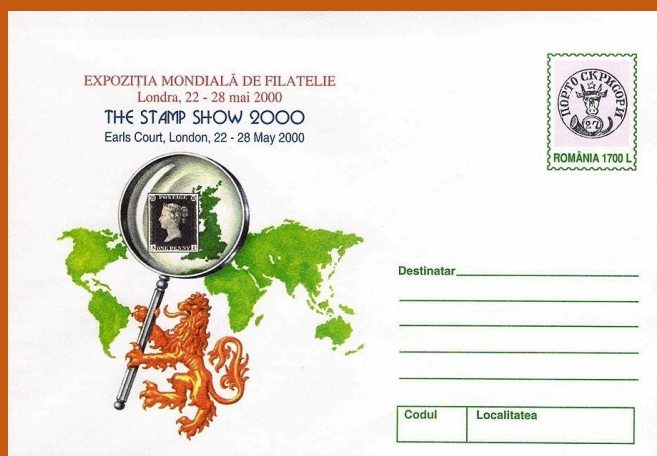 EXPOZIȚIA MONDIALĂ DE FILATELIE
Londra, 22 - 28 mai 2000
THE STAMP SHOW 2000
Earls Court, London, 22 - 28 May 2000
POSTAGE
ONE PENNY
ПОРТО СКРИСОРИ
27
ROMÂNIA 1700 L
Destinatar
Codul
Localitatea